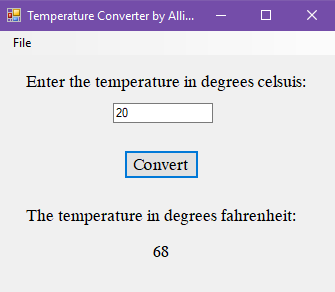 Temperature Converter by Alli...
File
Enter the temperature in degrees celsuis:
20
Convert
The temperature in degrees fahrenheit:
68